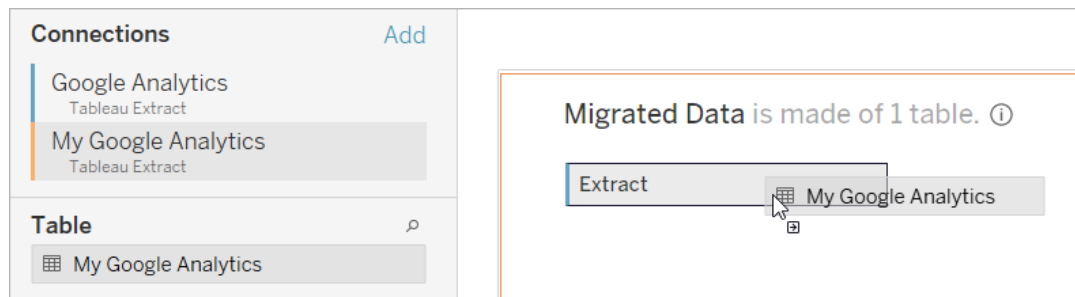 Connections Add
Google Analytics
Tableau Extract
My Google Analytics
Tableau Extract
Table
My Google Analytics
Migrated Data is made of 1 table.
Extract
My Google Analytics